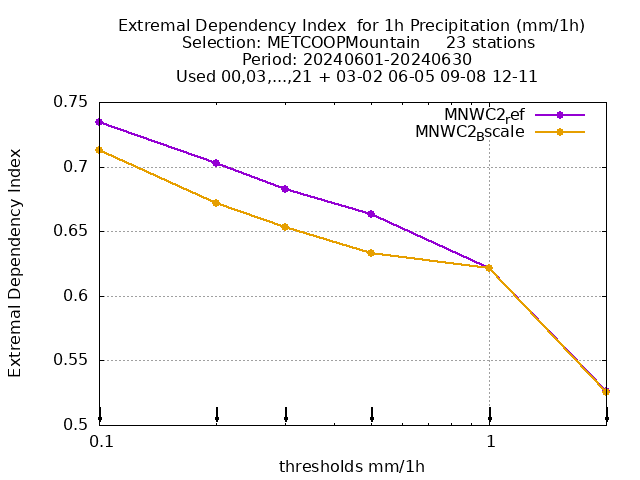 Extremal Dependency Index  for 1h Precipitation (mm/1h)
Selection: METCOOPMountain     23 stations
Period: 20240601-20240630
Used 00,03,...,21 + 03-02 06-05 09-08 12-11
MNWC2ref
MNWC2Bscale
0.75
0.7
0.65
0.6
0.55
0.5
Extremal Dependency Index
0.1
1
thresholds mm/1h